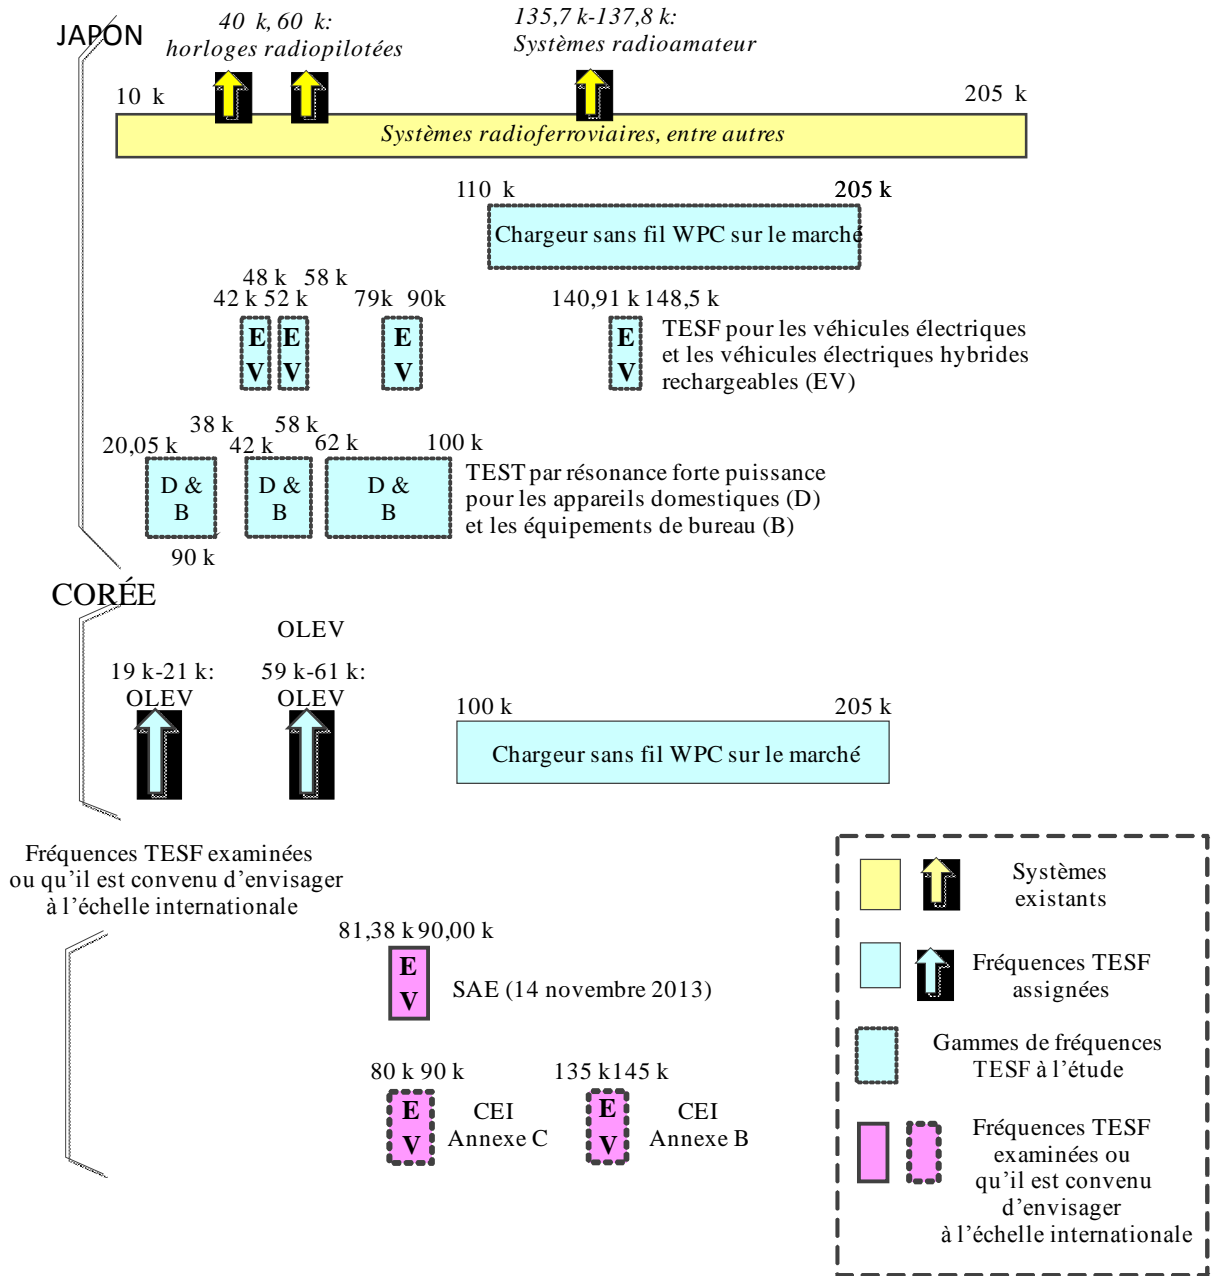 JAPON
40 k, 60 k:
horloges radiopilotées
135,7 k-137,8 k:
Systèmes radioamateur
10 k
205 k
Systèmes radioferroviaires, entre autres
110 k
205 k
Chargeur sans fil WPC sur le marché
48 k 58 k
42 k 52 k
79k 90k
140,91 k 148,5 k
E
V
E
V
E
V
E
V
TESF pour les véhicules électriques
et les véhicules électriques hybrides
rechargeables (EV)
38 k
58 k
20,05 k
42 k
62 k
100 k
D &
B
D &
B
D &
B
TEST par résonance forte puissance
pour les appareils domestiques (D)
et les équipements de bureau (B)
90 k
CORÉE
OLEV
19 k-21 k:
OLEV
59 k-61 k:
OLEV
100 k
205 k
Chargeur sans fil WPC sur le marché
Fréquences TESF examinées
ou qu'il est convenu d'envisager
à l'échelle internationale
81,38 k 90,00 k
E
V
SAE (14 novembre 2013)
80 k 90 k
E
V
CEI
Annexe C
135 k 145 k
E
V
CEI
Annexe B
Systèmes
existants
Fréquences TESF
assignées
Gammes de fréquences
TESF à l'étude
Fréquences TESF
examinées ou
qu'il est convenu
d'envisager
à l'échelle internationale